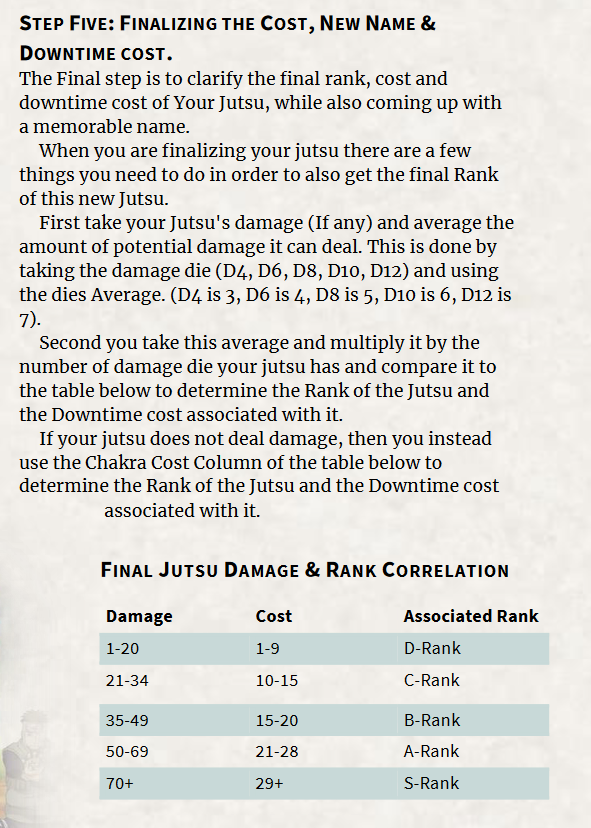 Step Five: Finalizing the Cost, New Name &
Downtime cost.
The Final step is to clarify the final rank, cost and
downtime cost of Your Jutsu, while also coming up with
a memorable name.
When you are finalizing your jutsu there are a few
things you need to do in order to also get the final Rank
of this new Jutsu.
First take your Jutsu's damage (If any) and average the
amount of potential damage it can deal. This is done by
taking the damage die (D4, D6, D8, D10, D12) and using
the dies Average. (D4 is 3, D6 is 4, D8 is 5, D10 is 6, D12 is
7).
Second you take this average and multiply it by the
number of damage die your jutsu has and compare it to
the table below to determine the Rank of the Jutsu and
the Downtime cost associated with it.
If your jutsu does not deal damage, then you instead
use the Chakra Cost Column of the table below to
determine the Rank of the Jutsu and the Downtime cost
associated with it.
Final Jutsu Damage & Rank Correlation
Damage Cost Associated Rank
1-20 1-9 D-Rank
21-34 10-15 C-Rank
35-49 15-20 B-Rank
50-69 21-28 A-Rank
70+ 29+ S-Rank